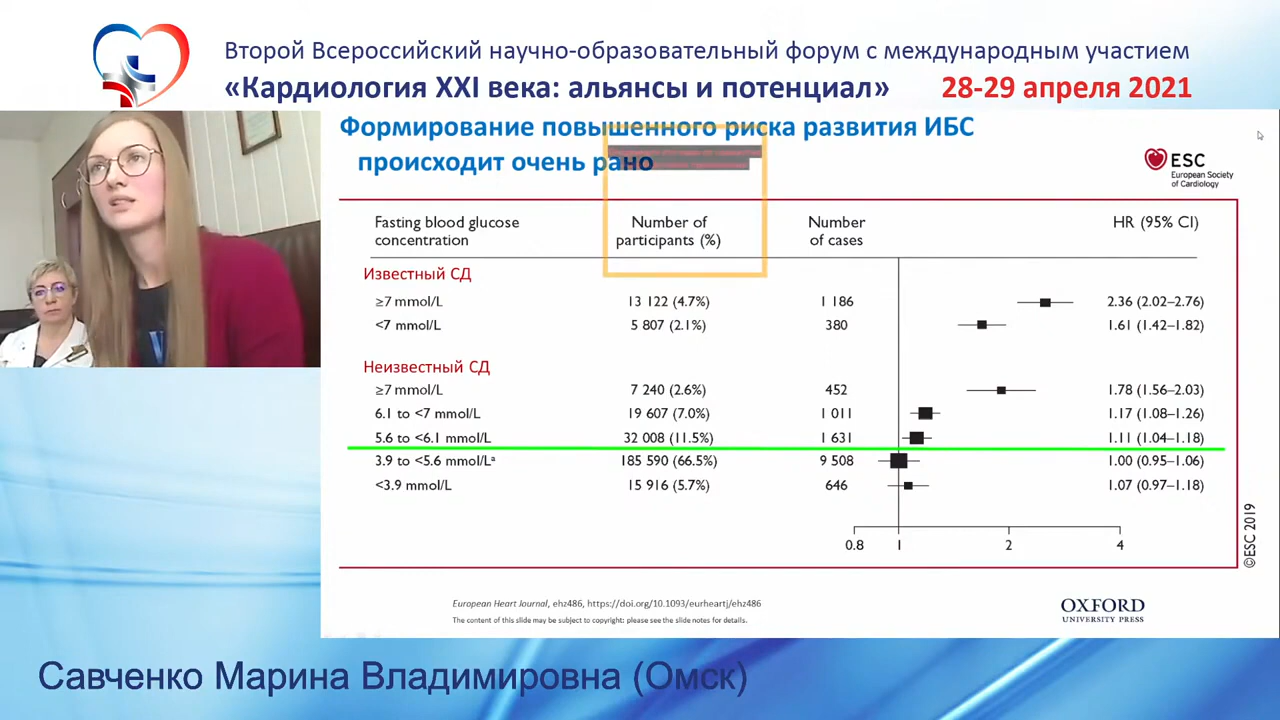 Второй Всероссийский научно-образовательный форум с международным участием
«Кардиология XXI века: альянсы и потенциал» 28-29 апреля 2021
Формирование повышенного риска развития ИБС
происходит очень рано
ESC
European Society
of Cardiology
Fasting blood glucose concentration Number of participants (%) Number of cases HR (95% CI)
Известный СД
≥7 mmol/L 13 122 (4.7%) 1 186 2.36 (2.02–2.76)
<7 mmol/L 5 807 (2.1%) 380 1.61 (1.42–1.82)
Неизвестный СД
≥7 mmol/L 7 240 (2.6%) 452 1.78 (1.56–2.03)
6.1 to <7 mmol/L 19 607 (7.0%) 1 011 1.17 (1.08–1.26)
5.6 to <6.1 mmol/L 32 008 (11.5%) 1 631 1.11 (1.04–1.18)
3.9 to <5.6 mmol/Lᵃ 185 590 (66.5%) 9 508 1.00 (0.95–1.06)
<3.9 mmol/L 15 916 (5.7%) 646 1.07 (0.97–1.18)
0.8 1 2 4
©ESC 2019
European Heart Journal, ehz486, https://doi.org/10.1093/eurheartj/ehz486
The content of this slide may be subject to copyright: please see the slide notes for details.
OXFORD
UNIVERSITY PRESS
Савченко Марина Владимировна (Омск)